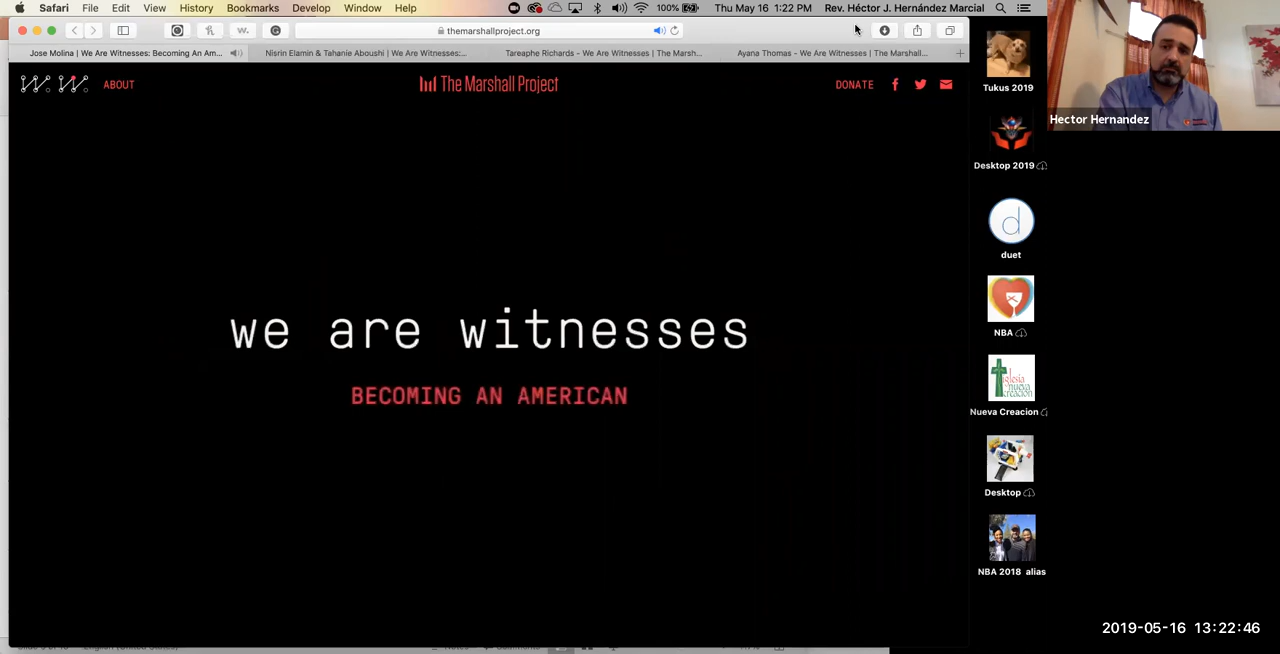 Safari File Edit View History Bookmarks Develop Window Help 100% Thu May 16 1:22 PM Rev. Héctor J. Hernández Marcial
themarshallproject.org
Jose Molina | We Are Witnesses: Becoming An Am... Nisrin Elamin & Tahanie Aboushi | We Are Witnesses:... Tareaphe Richards - We Are Witnesses | The Marsh... Ayana Thomas - We Are Witnesses | The Marshall...
ABOUT The Marshall Project DONATE
we are witnesses
BECOMING AN AMERICAN
Tukus 2019
Desktop 2019
d
duet
NBA
iglesia
nueva
creación
Nueva Creacion
Desktop
NBA 2018 alias
Hector Hernandez
2019-05-16 13:22:46